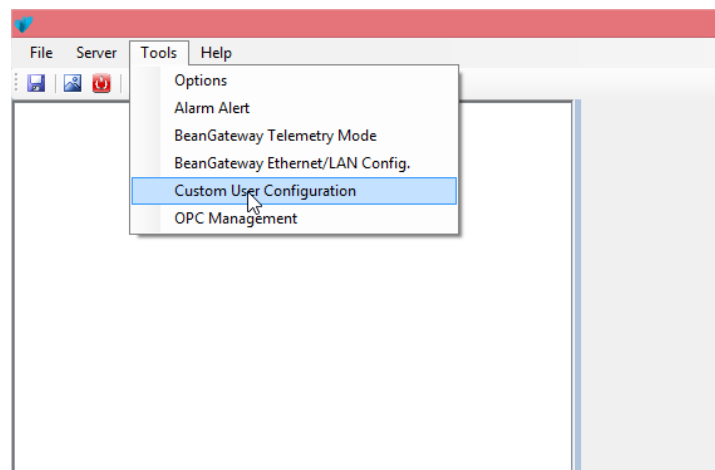 File Server Tools Help
Options
Alarm Alert
BeanGateway Telemetry Mode
BeanGateway Ethernet/LAN Config.
Custom User Configuration
OPC Management